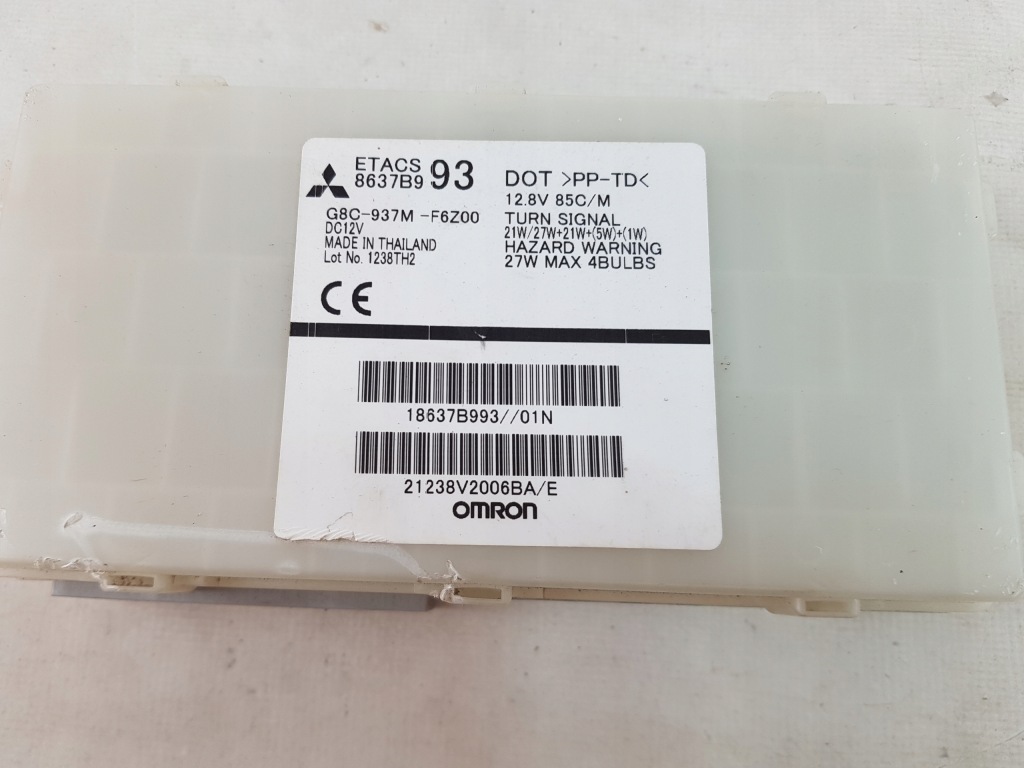 ETACS
8637B9 93
G8C-937M -F6Z00
DC12V
MADE IN THAILAND
Lot No. 1238TH2
CE
DOT >PP-TD<
12.8V 85C/M
TURN SIGNAL
21W/27W+21W+(5W)+(1W)
HAZARD WARNING
27W MAX 4BULBS
18637B993//01N
21238V2006BA/E
OMRON